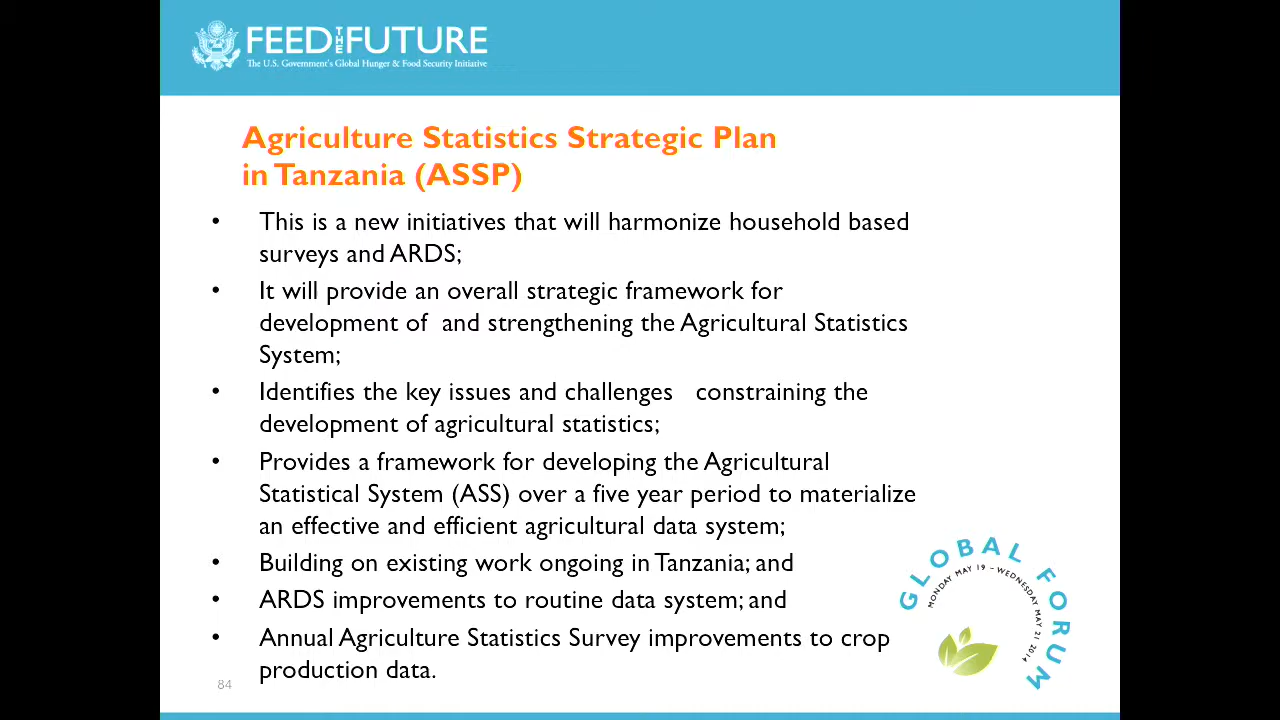 FEED THE FUTURE
The U.S. Government's Global Hunger & Food Security Initiative
Agriculture Statistics Strategic Plan
in Tanzania (ASSP)
• This is a new initiatives that will harmonize household based
surveys and ARDS;
• It will provide an overall strategic framework for
development of and strengthening the Agricultural Statistics
System;
• Identifies the key issues and challenges constraining the
development of agricultural statistics;
• Provides a framework for developing the Agricultural
Statistical System (ASS) over a five year period to materialize
an effective and efficient agricultural data system;
• Building on existing work ongoing in Tanzania; and
• ARDS improvements to routine data system; and
• Annual Agriculture Statistics Survey improvements to crop
production data.
84
GLOBAL FORUM
MONDAY MAY 19 – WEDNESDAY MAY 21 2014